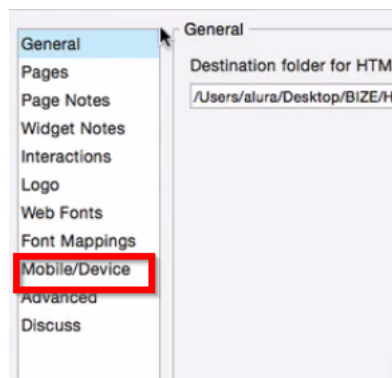 General
Pages
Page Notes
Widget Notes
Interactions
Logo
Web Fonts
Font Mappings
Mobile/Device
Advanced
Discuss
General
Destination folder for HTM
/Users/alura/Desktop/BIZE/H